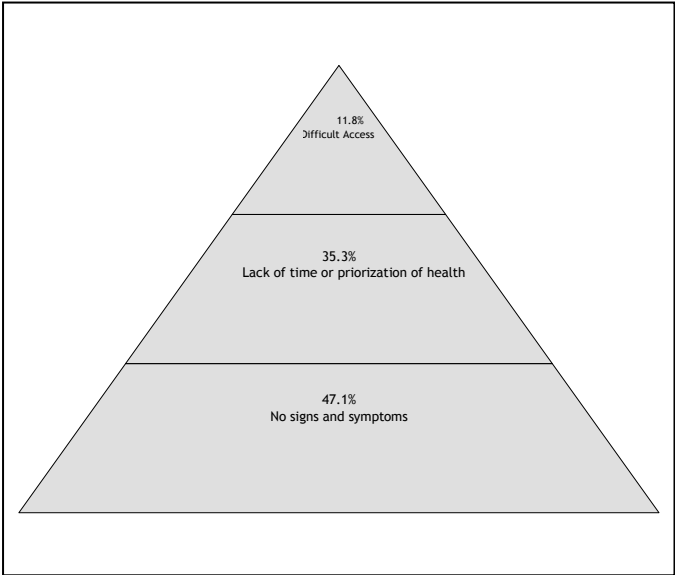 11.8%
Difficult Access
35.3%
Lack of time or priorization of health
47.1%
No signs and symptoms